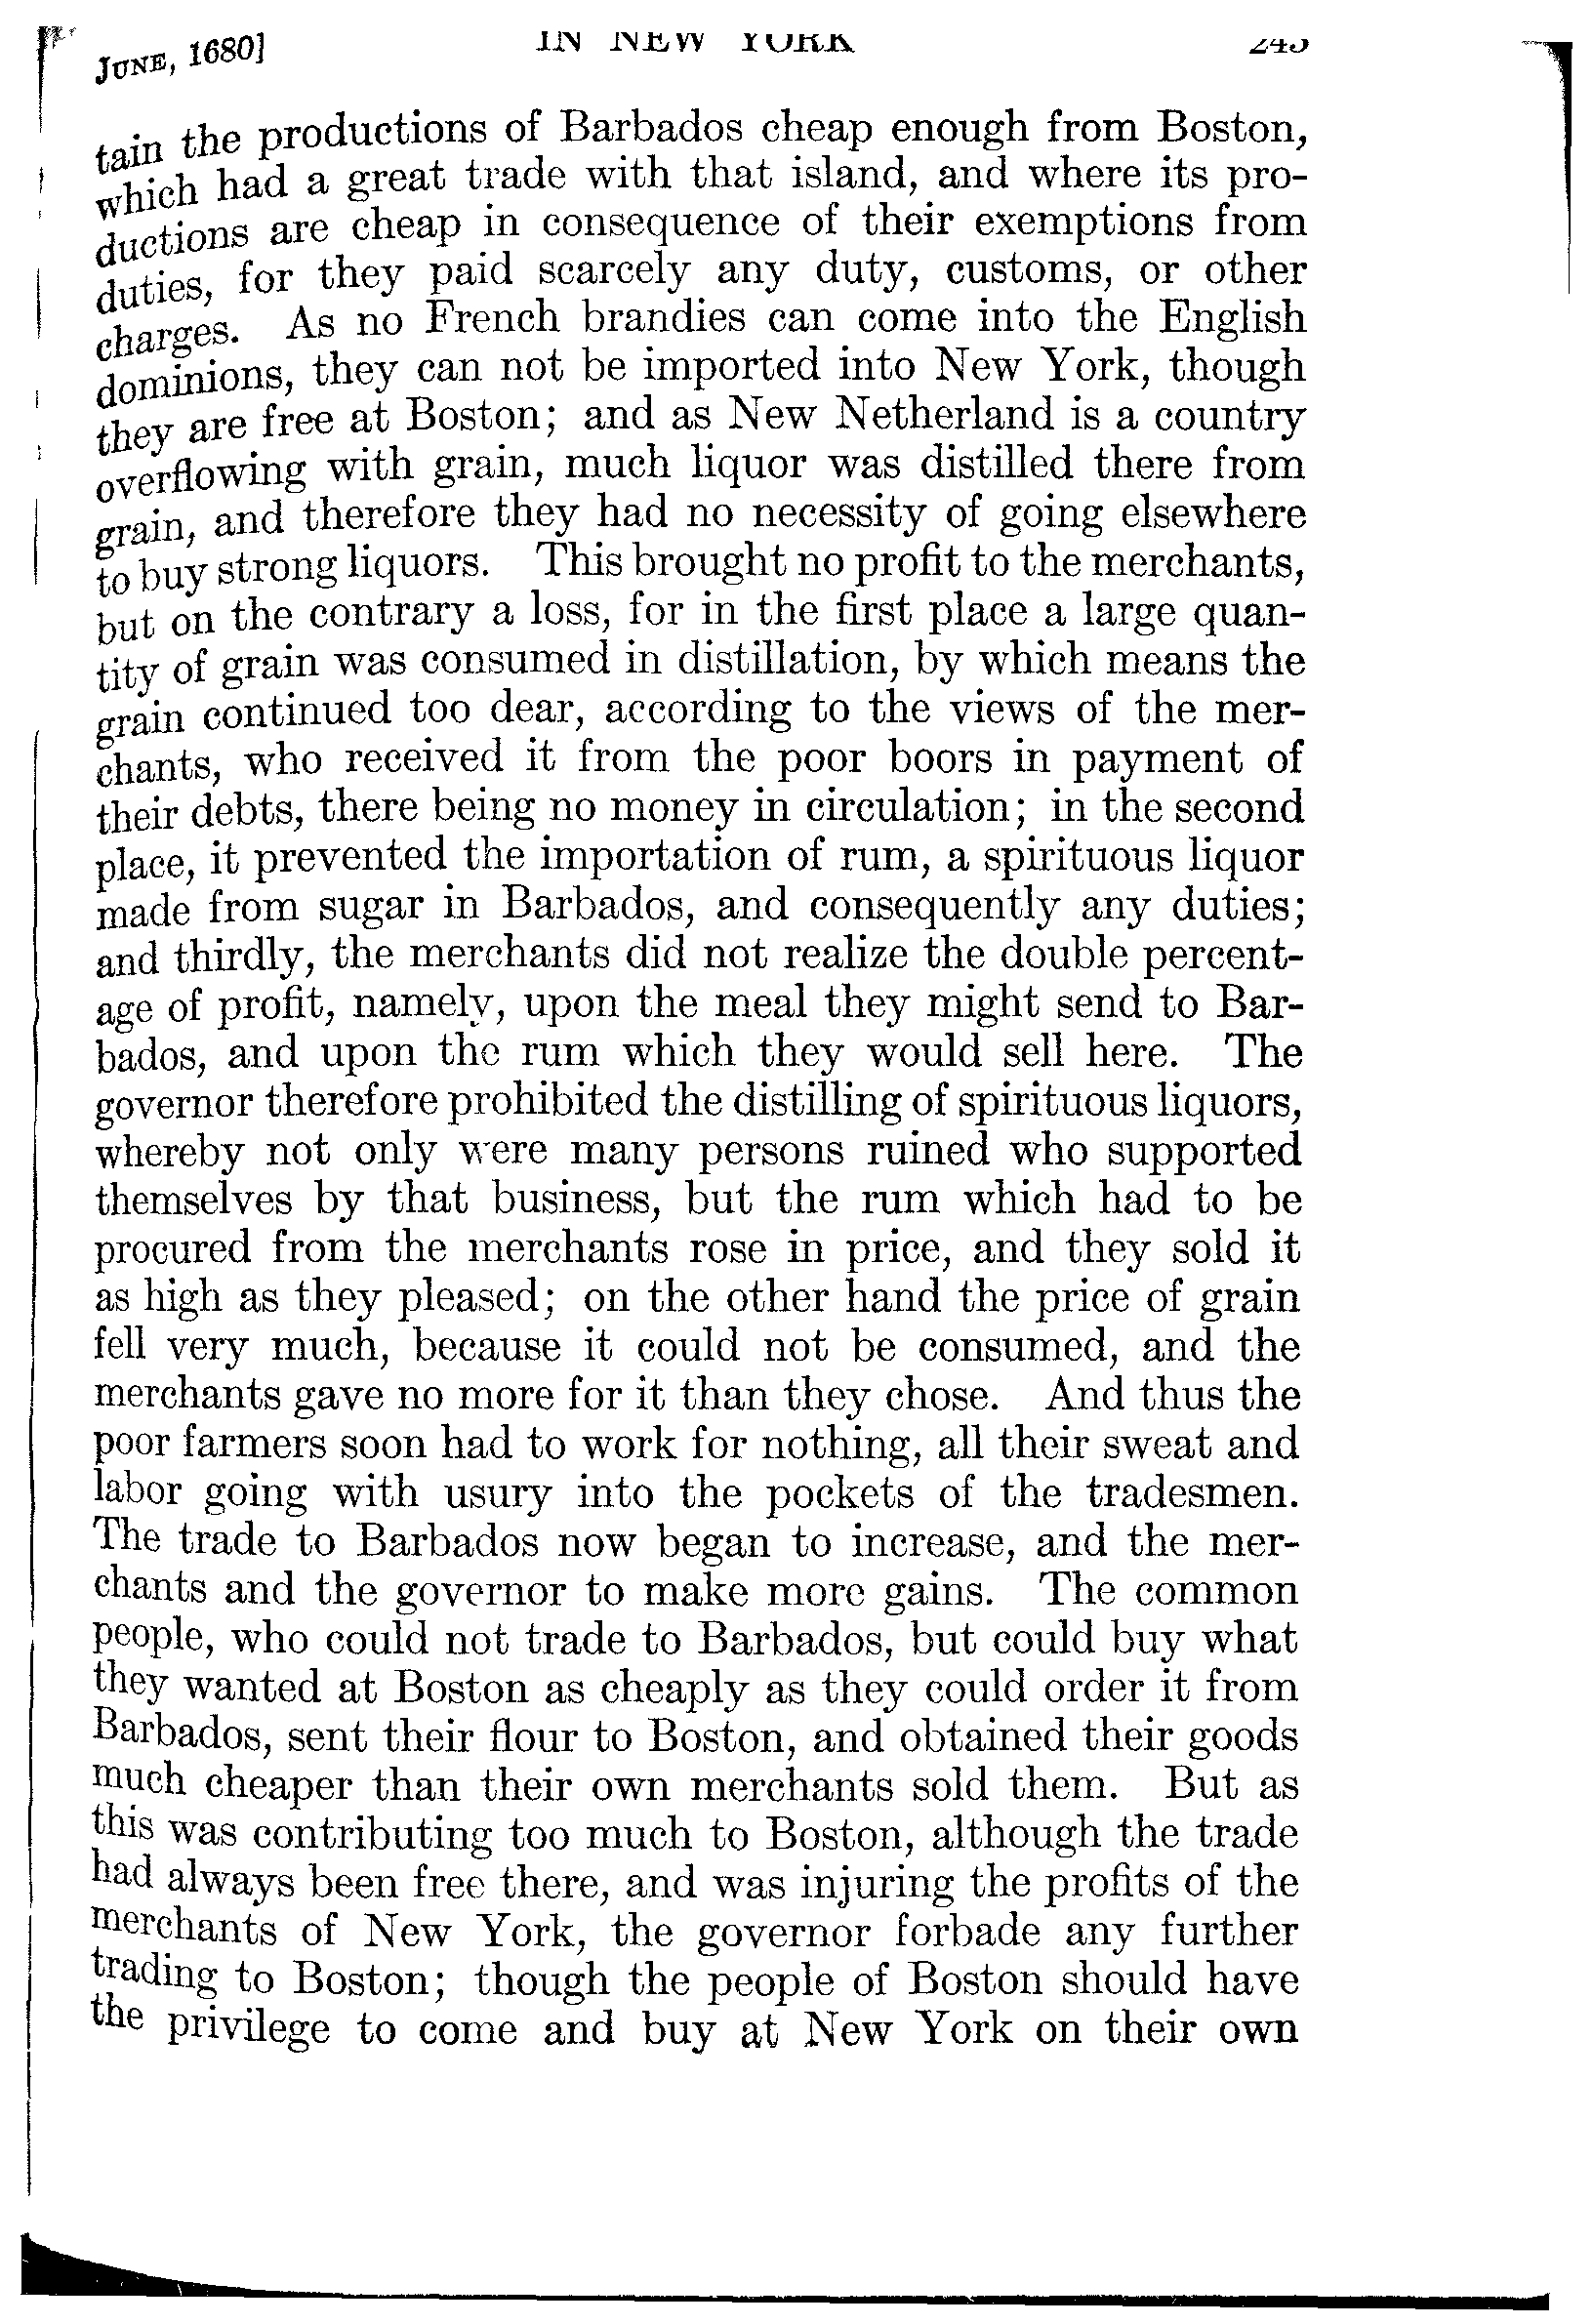 JUNE, 1680] IN NEW YORK 243
tain the productions of Barbados cheap enough from Boston,
which had a great trade with that island, and where its pro-
ductions are cheap in consequence of their exemptions from
duties, for they paid scarcely any duty, customs, or other
charges. As no French brandies can come into the English
dominions, they can not be imported into New York, though
they are free at Boston; and as New Netherland is a country
overflowing with grain, much liquor was distilled there from
grain, and therefore they had no necessity of going elsewhere
to buy strong liquors. This brought no profit to the merchants,
but on the contrary a loss, for in the first place a large quan-
tity of grain was consumed in distillation, by which means the
grain continued too dear, according to the views of the mer-
chants, who received it from the poor boors in payment of
their debts, there being no money in circulation; in the second
place, it prevented the importation of rum, a spirituous liquor
made from sugar in Barbados, and consequently any duties;
and thirdly, the merchants did not realize the double percent-
age of profit, namely, upon the meal they might send to Bar-
bados, and upon the rum which they would sell here. The
governor therefore prohibited the distilling of spirituous liquors,
whereby not only were many persons ruined who supported
themselves by that business, but the rum which had to be
procured from the merchants rose in price, and they sold it
as high as they pleased; on the other hand the price of grain
fell very much, because it could not be consumed, and the
merchants gave no more for it than they chose. And thus the
poor farmers soon had to work for nothing, all their sweat and
labor going with usury into the pockets of the tradesmen.
The trade to Barbados now began to increase, and the mer-
chants and the governor to make more gains. The common
people, who could not trade to Barbados, but could buy what
they wanted at Boston as cheaply as they could order it from
Barbados, sent their flour to Boston, and obtained their goods
much cheaper than their own merchants sold them. But as
this was contributing too much to Boston, although the trade
had always been free there, and was injuring the profits of the
merchants of New York, the governor forbade any further
trading to Boston; though the people of Boston should have
the privilege to come and buy at New York on their own